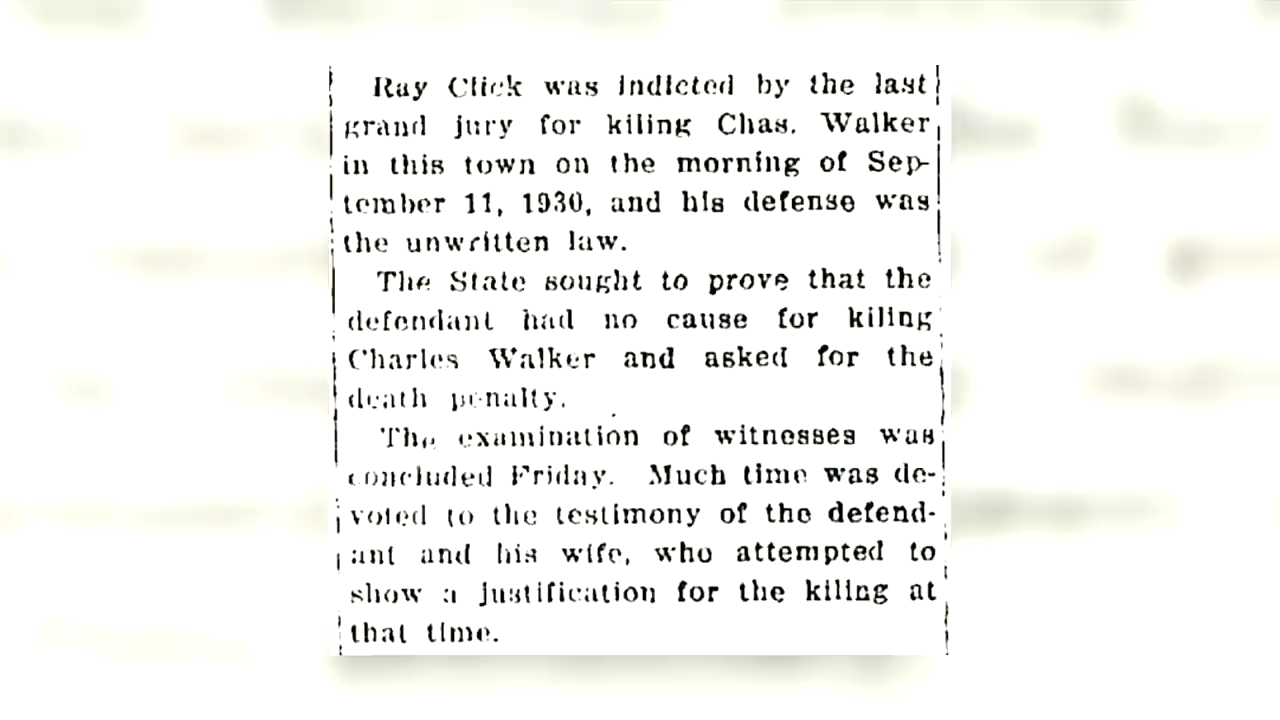 Ray Click was indicted by the last
grand jury for kiling Chas. Walker
in this town on the morning of Sep-
tember 11, 1930, and his defense was
the unwritten law.
The State sought to prove that the
defendant had no cause for kiling
Charles Walker and asked for the
death penalty.
The examination of witnesses was
concluded Friday. Much time was de-
voted to the testimony of the defend-
ant and his wife, who attempted to
show a justification for the kiling at
that time.